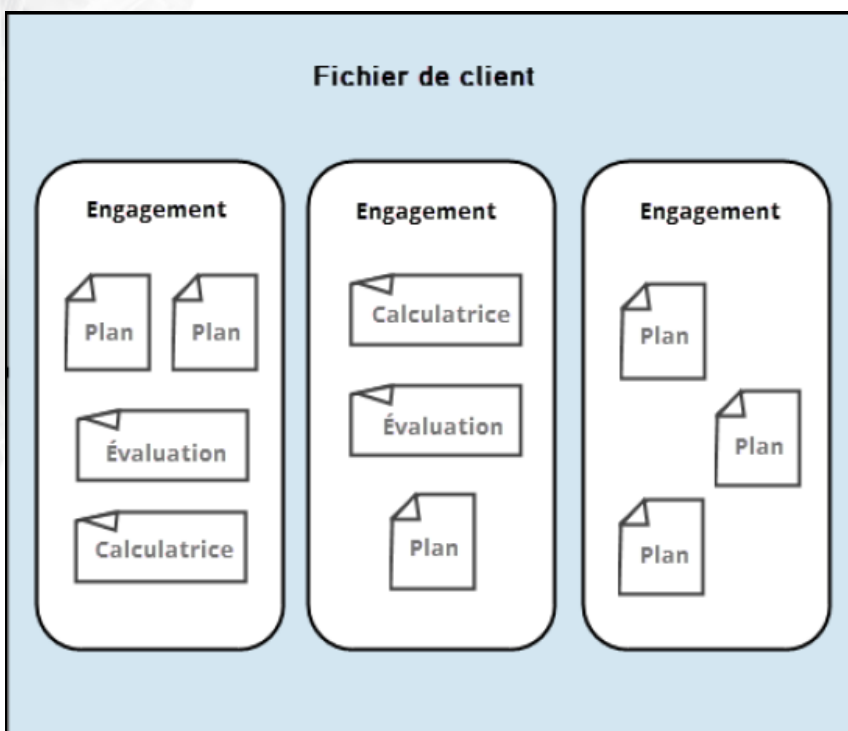 Fichier de client
Engagement
Plan
Plan
Évaluation
Calculatrice
Engagement
Calculatrice
Évaluation
Plan
Engagement
Plan
Plan
Plan